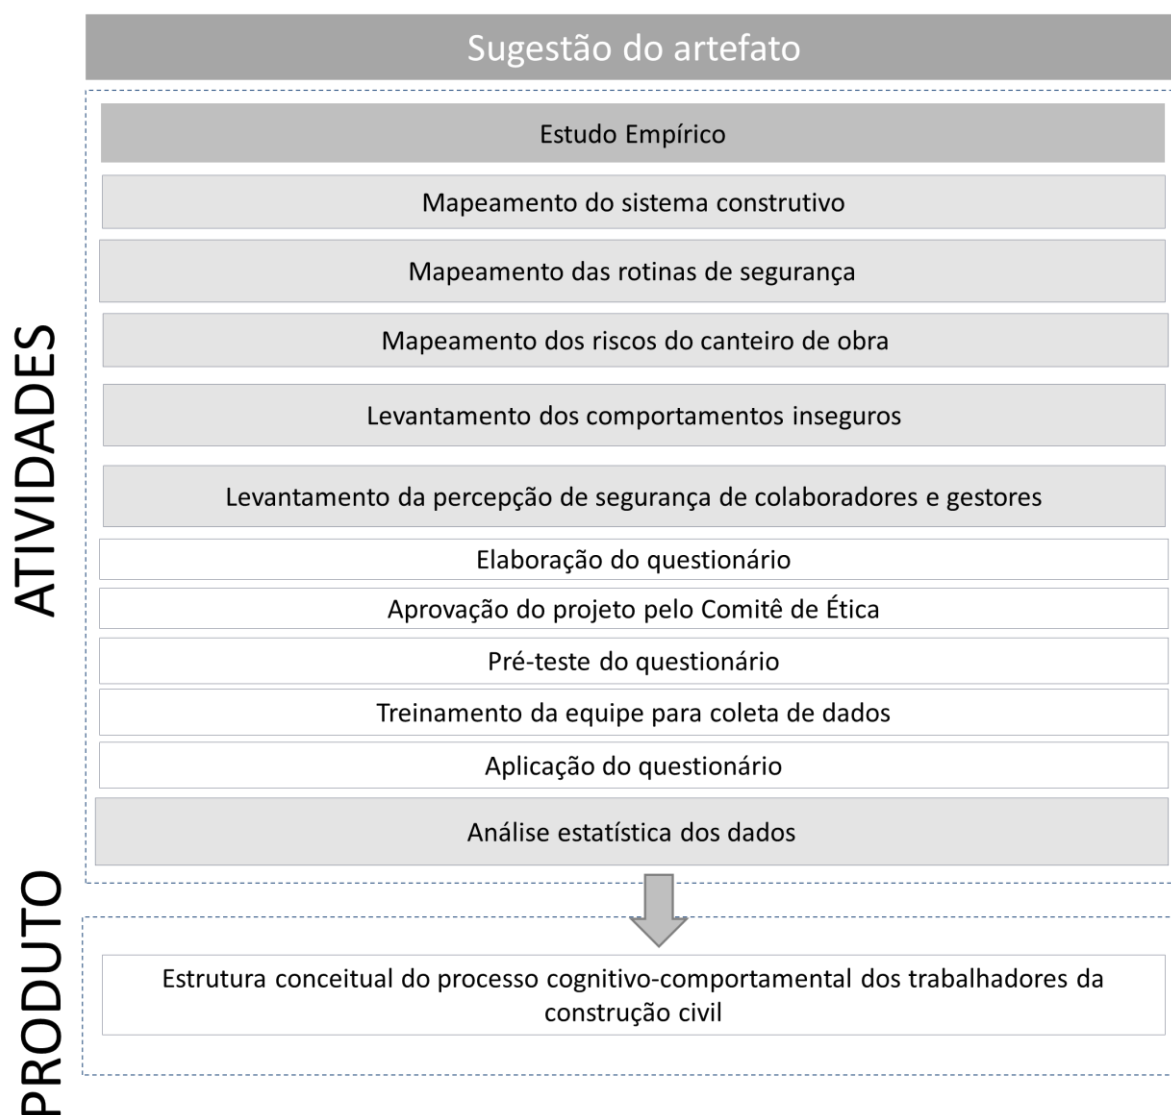 Sugestão do artefato
ATIVIDADES
Estudo Empírico
Mapeamento do sistema construtivo
Mapeamento das rotinas de segurança
Mapeamento dos riscos do canteiro de obra
Levantamento dos comportamentos inseguros
Levantamento da percepção de segurança de colaboradores e gestores
Elaboração do questionário
Aprovação do projeto pelo Comitê de Ética
Pré-teste do questionário
Treinamento da equipe para coleta de dados
Aplicação do questionário
Análise estatística dos dados
PRODUTO
Estrutura conceitual do processo cognitivo-comportamental dos trabalhadores da
construção civil